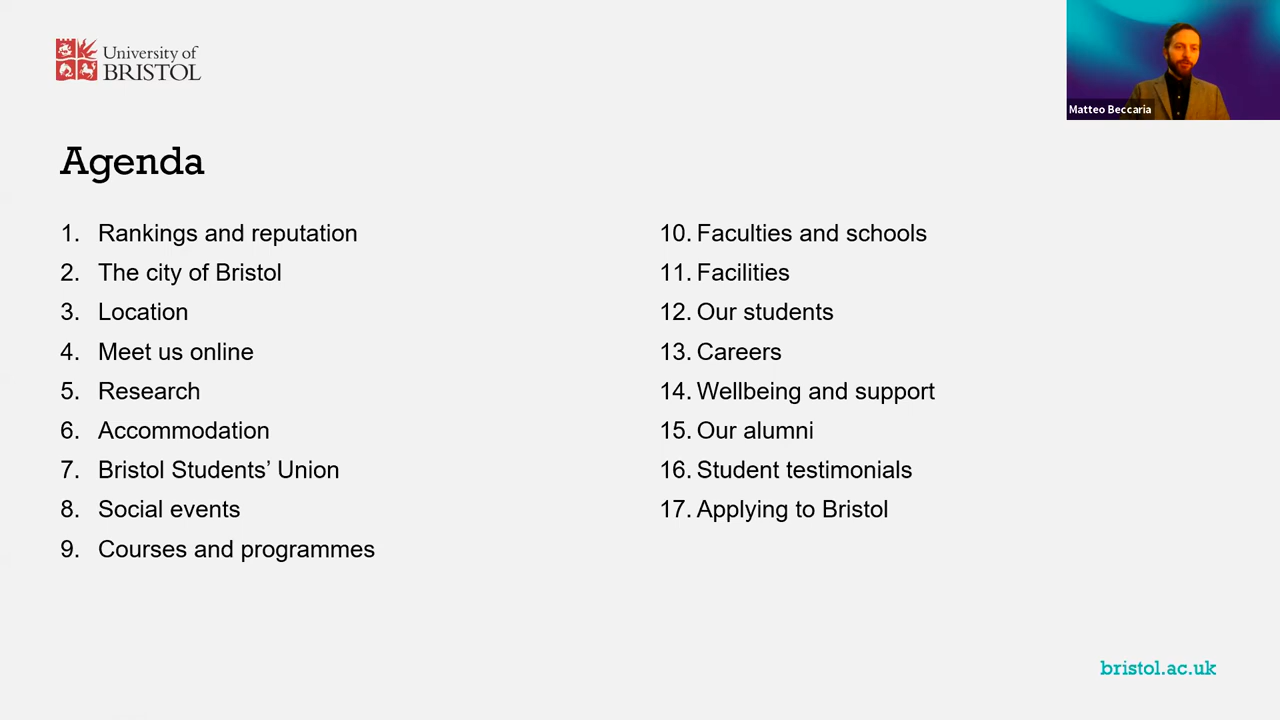 University of
BRISTOL
Matteo Beccaria
Agenda
1. Rankings and reputation
2. The city of Bristol
3. Location
4. Meet us online
5. Research
6. Accommodation
7. Bristol Students’ Union
8. Social events
9. Courses and programmes
10. Faculties and schools
11. Facilities
12. Our students
13. Careers
14. Wellbeing and support
15. Our alumni
16. Student testimonials
17. Applying to Bristol
bristol.ac.uk